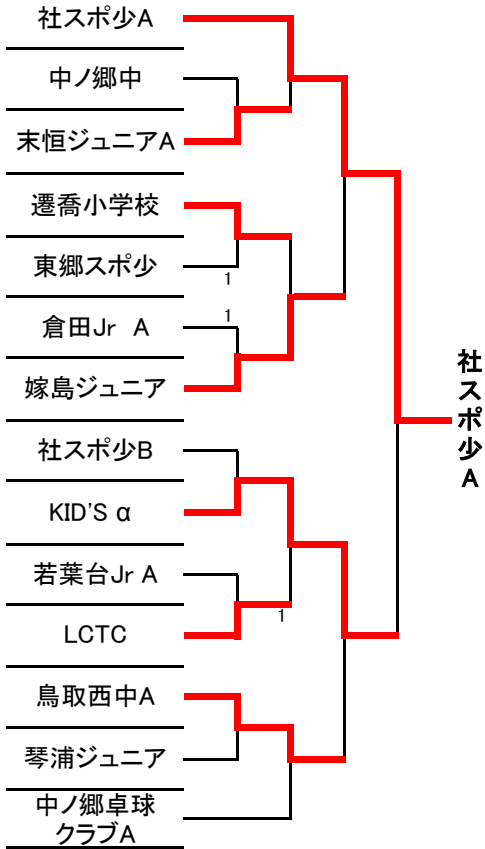 社スポ少A
中ノ郷中
末恒ジュニアA
遷喬小学校
東郷スポ少
1
1
倉田Jr　A
嫁島ジュニア
社スポ少A
社スポ少B
KID'S α
若葉台Jr A
1
LCTC
鳥取西中A
琴浦ジュニア
中ノ郷卓球
クラブA